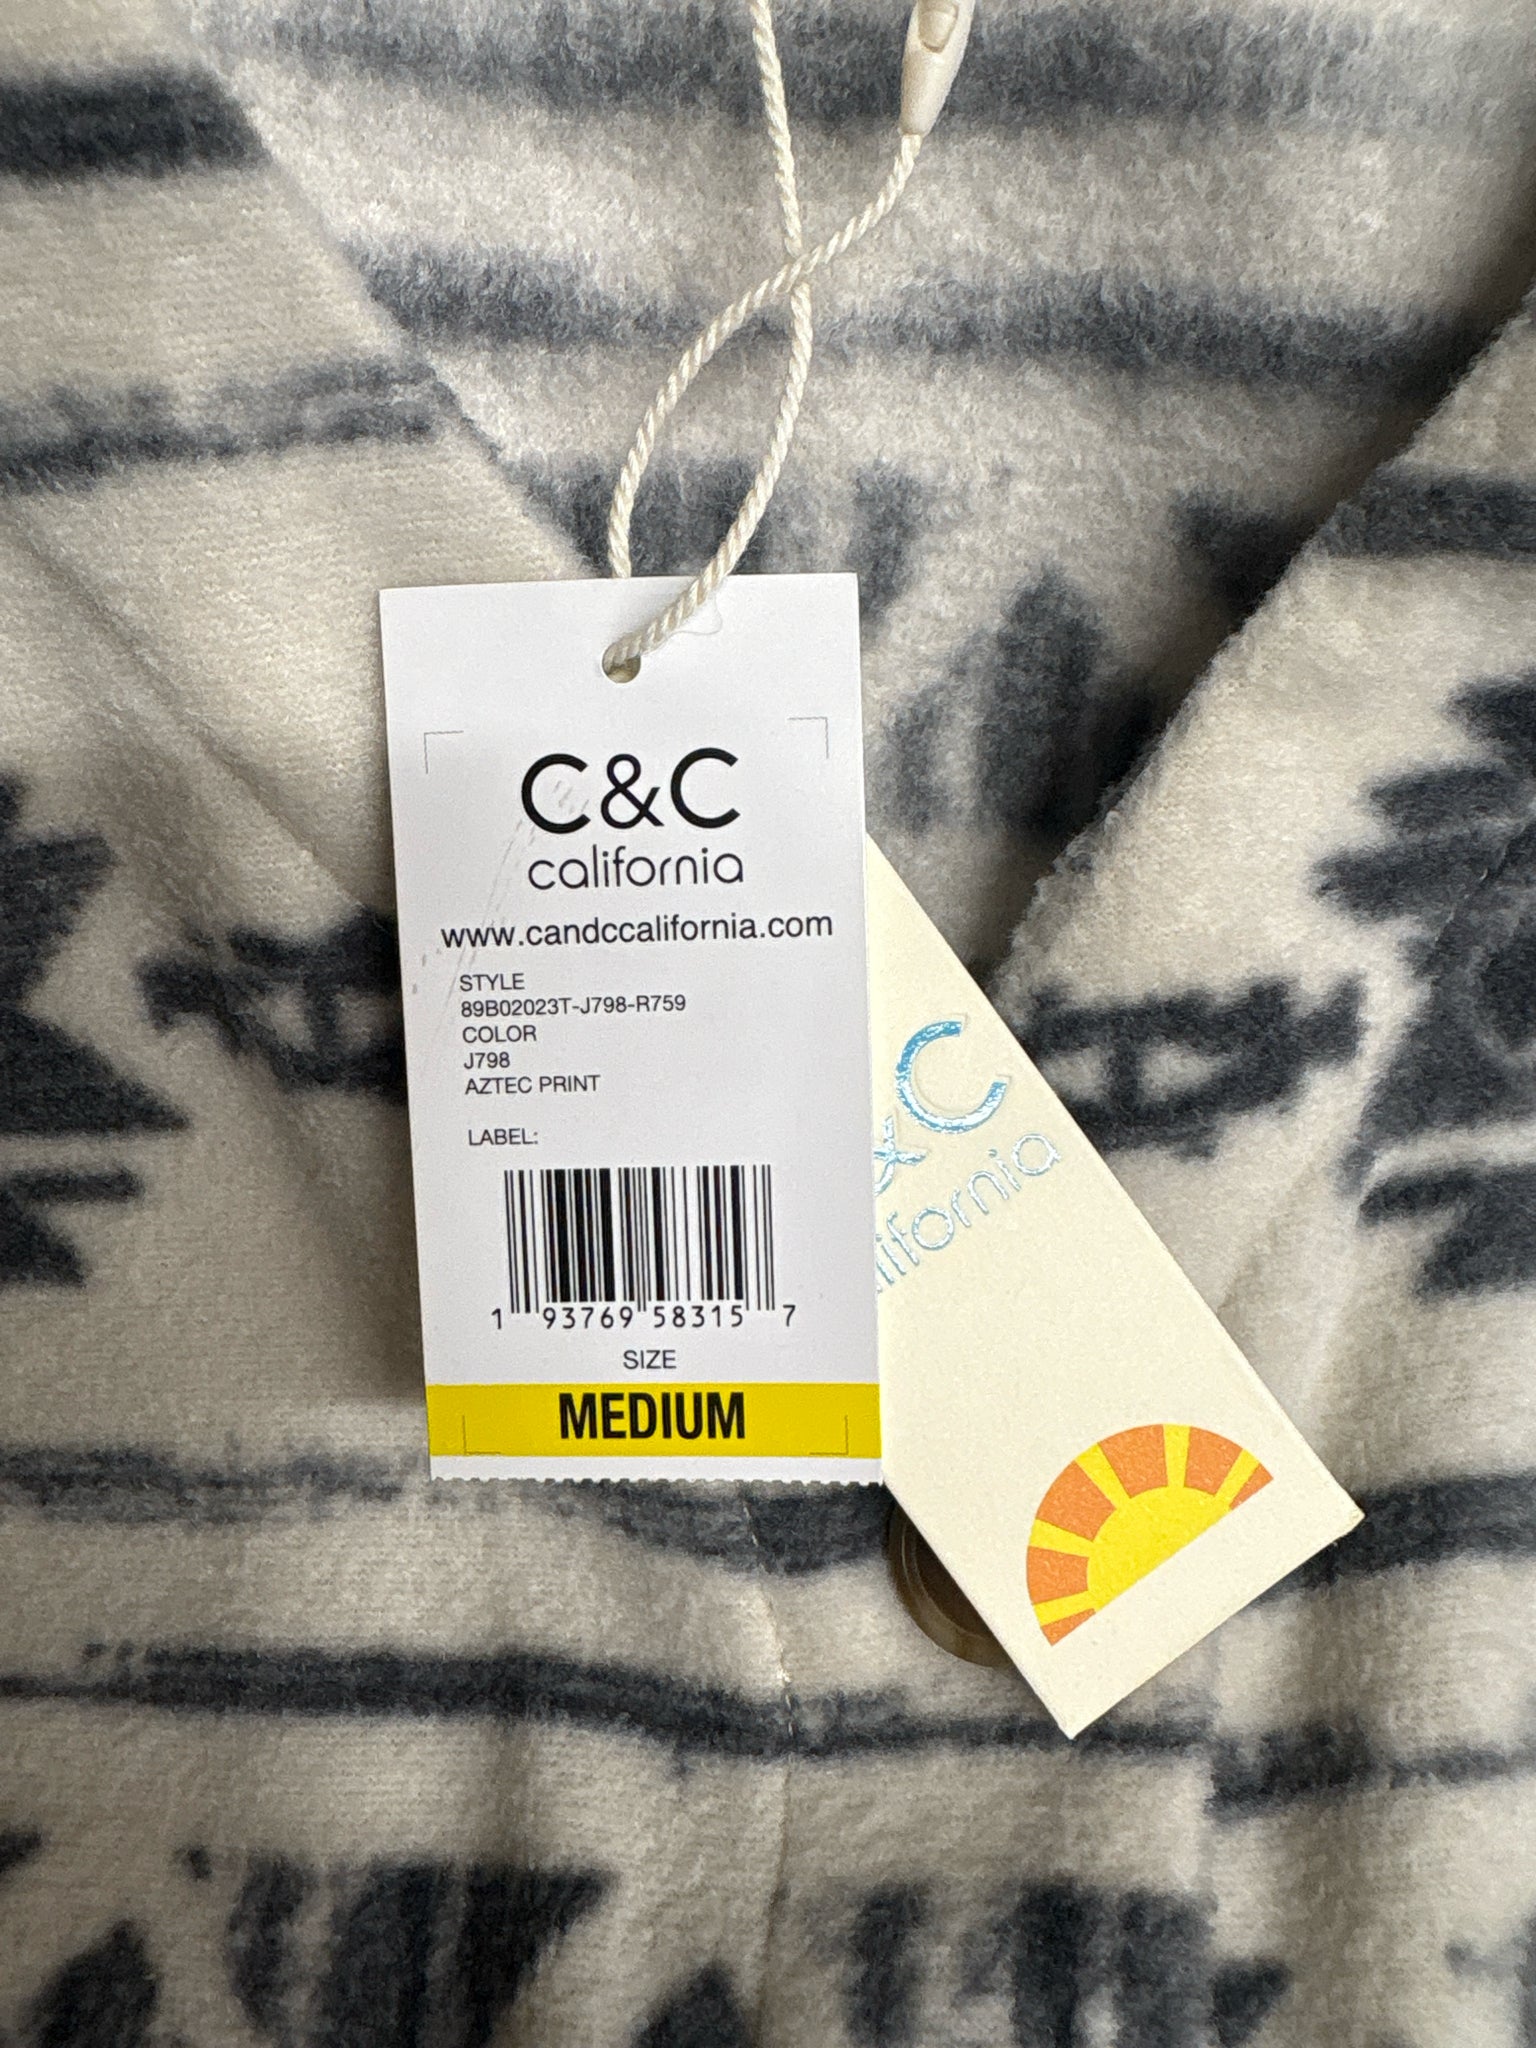 C&C
california
www.candccalifornia.com
STYLE
89B02023T-J798-R759
COLOR
J798
AZTEC PRINT
LABEL:
1 93769 58315 7
SIZE
MEDIUM
&C
lifornia